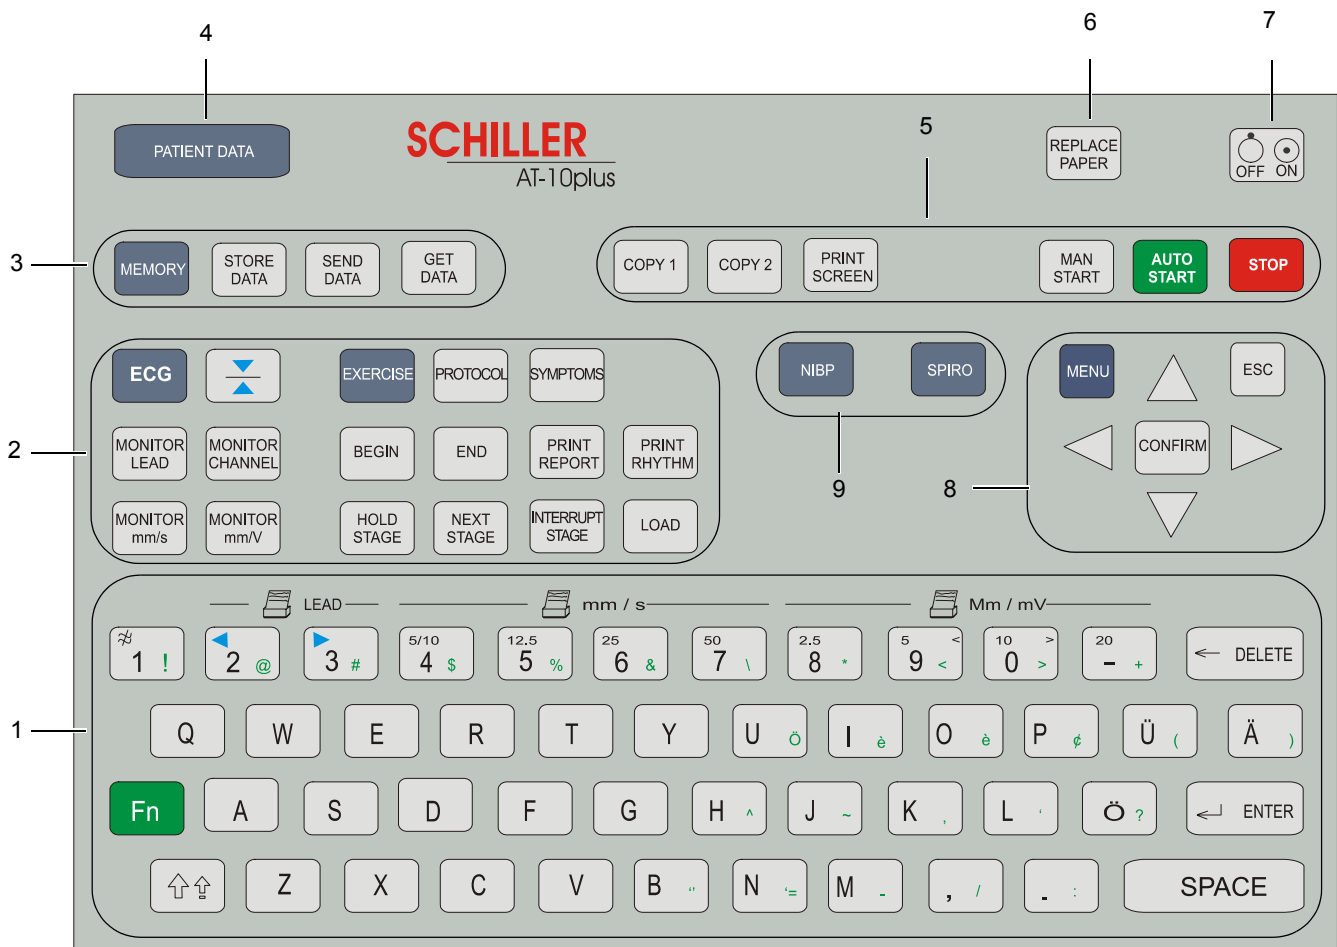 4
6
7
5
PATIENT DATA
SCHILLER
AT-10plus
REPLACE
PAPER
OFF ON
3
MEMORY
STORE
DATA
SEND
DATA
GET
DATA
COPY 1
COPY 2
PRINT
SCREEN
MAN
START
AUTO
START
STOP
2
ECG
EXERCISE
PROTOCOL
SYMPTOMS
MONITOR
LEAD
MONITOR
CHANNEL
BEGIN
END
PRINT
REPORT
PRINT
RHYTHM
MONITOR
mm/s
MONITOR
mm/V
HOLD
STAGE
NEXT
STAGE
INTERRUPT
STAGE
LOAD
NIBP
SPIRO
9
8
MENU
ESC
CONFIRM
1
LEAD
mm / s
Mm / mV
1 !
2 @
3 #
5/10
4 $
12.5
5 %
25
6 &
50
7 \
2.5
8 *
5 <
9 <
10 >
0 >
20
- +
← DELETE
Q
W
E
R
T
Y
U ö
I è
O è
P ¢
Ü (
Ä )
Fn
A
S
D
F
G
H ^
J ~
K ,
L '
Ö ?
ENTER
Z
X
C
V
B “
N ‘=
M -
, /
. :
SPACE